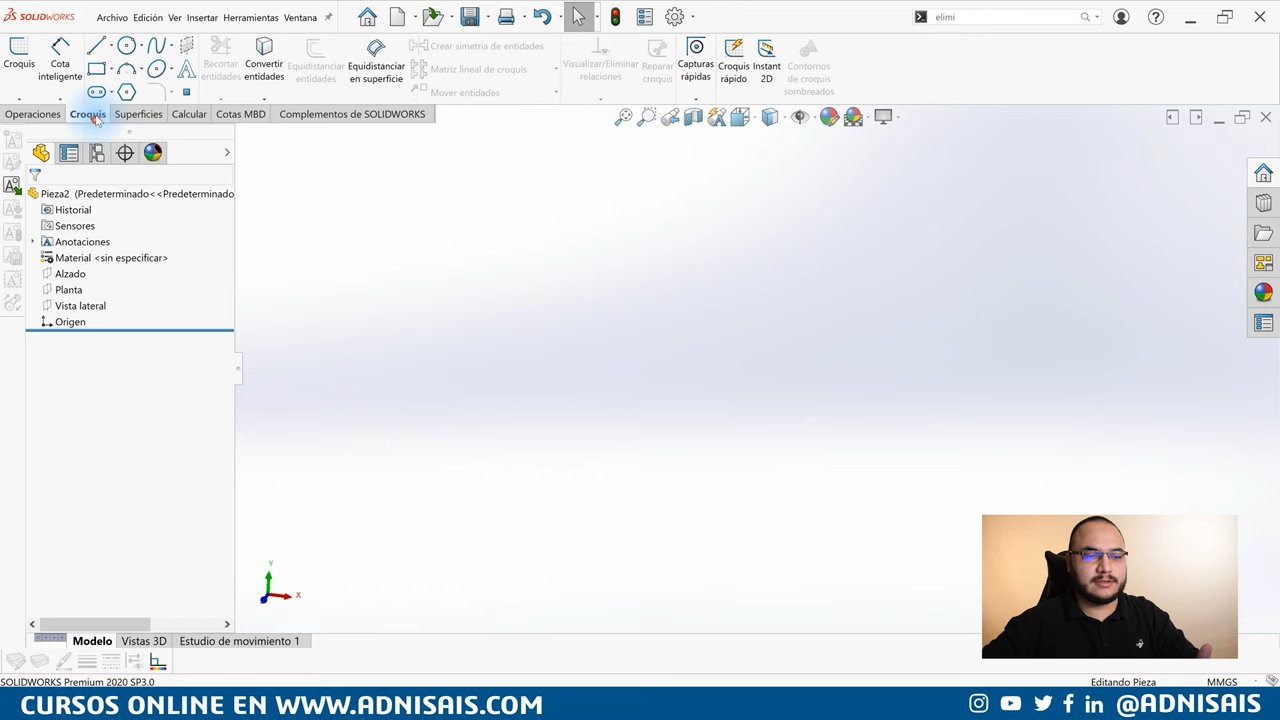 SOLIDWORKS Archivo Edición Ver Insertar Herramientas Ventana elimi
Croquis
Cota inteligente
Recortar entidades
Convertir entidades
Equidistanciar entidades
Equidistanciar en superficie
Crear simetría de entidades
Matriz lineal de croquis
Mover entidades
Visualizar/Eliminar relaciones
Reparar croquis
Capturas rápidas
Croquis rápido
Instant 2D
Contornos de croquis sombreados
Operaciones Croquis Superficies Calcular Cotas MBD Complementos de SOLIDWORKS
Pieza2 (Predeterminado<<Predeterminado
Historial
Sensores
Anotaciones
Material <sin especificar>
Alzado
Planta
Vista lateral
Origen
Y
X
Modelo Vistas 3D Estudio de movimiento 1
SOLIDWORKS Premium 2020 SP3.0 Editando Pieza MMGS
CURSOS ONLINE EN WWW.ADNISAIS.COM @ADNISAIS